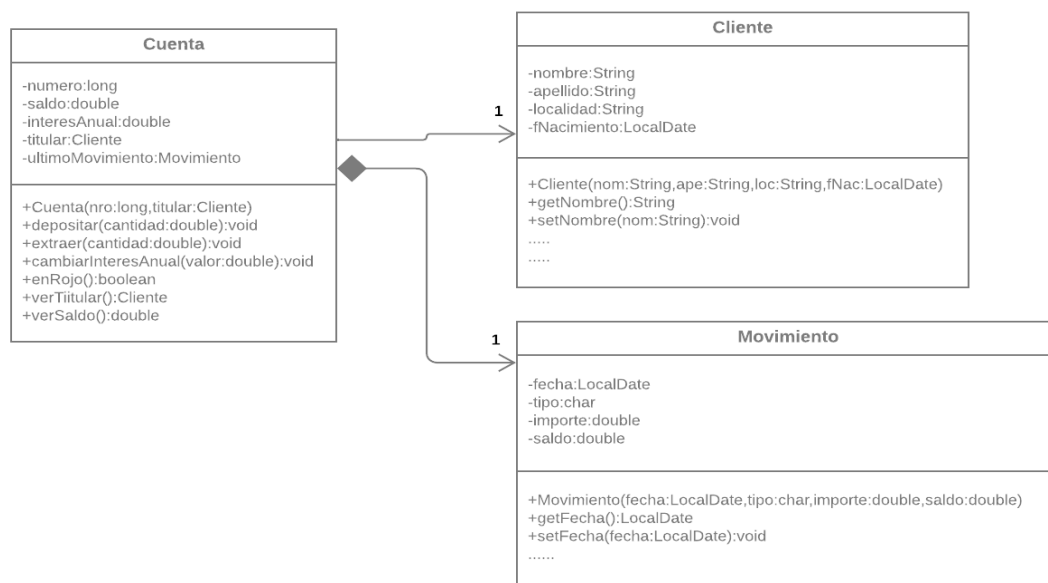 Cuenta
-numero:long
-saldo:double
-interesAnual:double
-titular:Cliente
-ultimoMovimiento:Movimiento
+Cuenta(nro:long,titular:Cliente)
+depositar(cantidad:double):void
+extraer(cantidad:double):void
+cambiarInteresAnual(valor:double):void
+enRojo():boolean
+verTiitular():Cliente
+verSaldo():double
1
Cliente
-nombre:String
-apellido:String
-localidad:String
-fNacimiento:LocalDate
+Cliente(nom:String,ape:String,loc:String,fNac:LocalDate)
+getNombre():String
+setNombre(nom:String):void
.....
.....
1
Movimiento
-fecha:LocalDate
-tipo:char
-importe:double
-saldo:double
+Movimiento(fecha:LocalDate,tipo:char,importe:double,saldo:double)
+getFecha():LocalDate
+setFecha(fecha:LocalDate):void
......